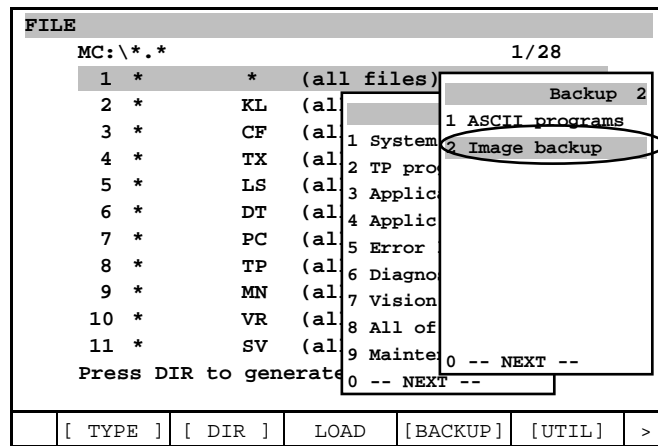 FILE
MC:\*.* 1/28
1 * * (all files)
2 * KL (al
3 * CF (al
4 * TX (al
5 * LS (al
6 * DT (al
7 * PC (al
8 * TP (al
9 * MN (al
10 * VR (al
11 * SV (al
Press DIR to generate
1 System
2 TP pro
3 Applic
4 Applic
5 Error
6 Diagno
7 Vision
8 All of
9 Mainte
0 -- NEXT --
Backup 2
1 ASCII programs
2 Image backup
0 -- NEXT --
[ TYPE ] [ DIR ] LOAD [BACKUP] [UTIL] >